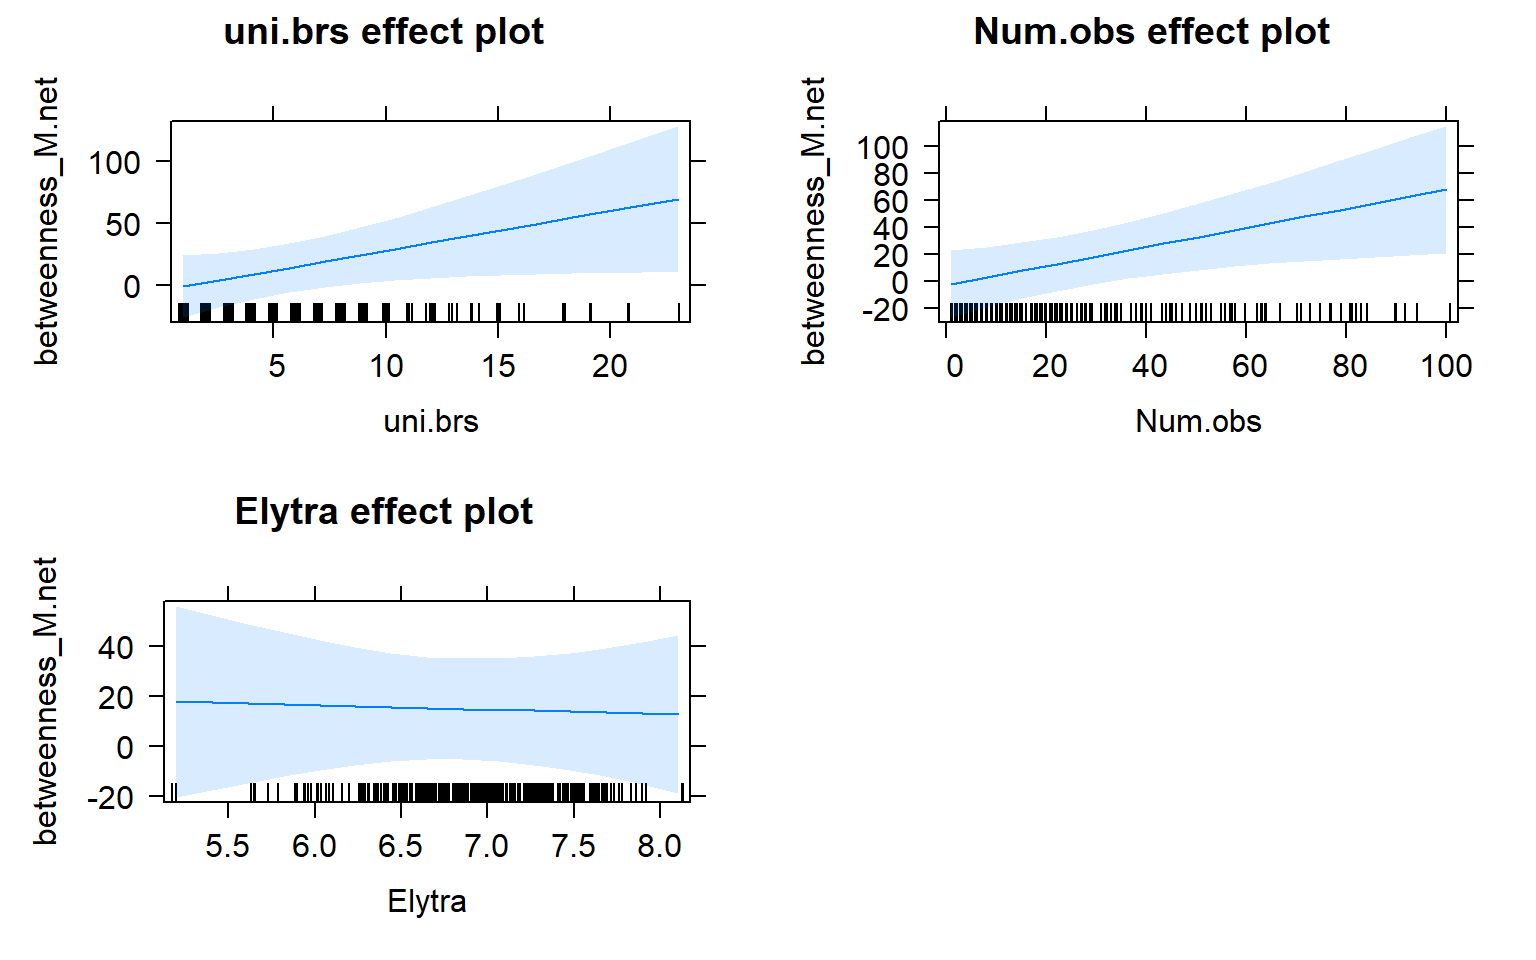 uni.brs effect plot
betweenness_M.net
100
50
0
5 10 15 20
uni.brs
Num.obs effect plot
betweenness_M.net
100
80
60
40
20
0
-20
0 20 40 60 80 100
Num.obs
Elytra effect plot
betweenness_M.net
40
20
0
-20
5.5 6.0 6.5 7.0 7.5 8.0
Elytra